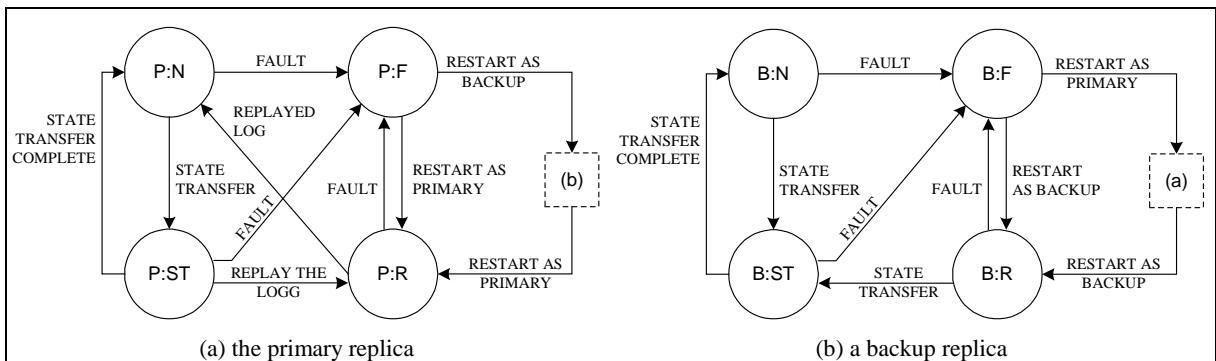 P:N
FAULT
P:F
RESTART AS
BACKUP
STATE
TRANSFER
COMPLETE
REPLAYED
LOG
STATE
TRANSFER
FAULT
FAULT
RESTART AS
PRIMARY
(b)
P:ST
REPLAY THE
LOGG
P:R
RESTART AS
PRIMARY
(a) the primary replica
B:N
FAULT
B:F
RESTART AS
PRIMARY
STATE
TRANSFER
COMPLETE
STATE
TRANSFER
FAULT
FAULT
RESTART
AS BACKUP
(a)
B:ST
STATE
TRANSFER
B:R
RESTART AS
BACKUP
(b) a backup replica